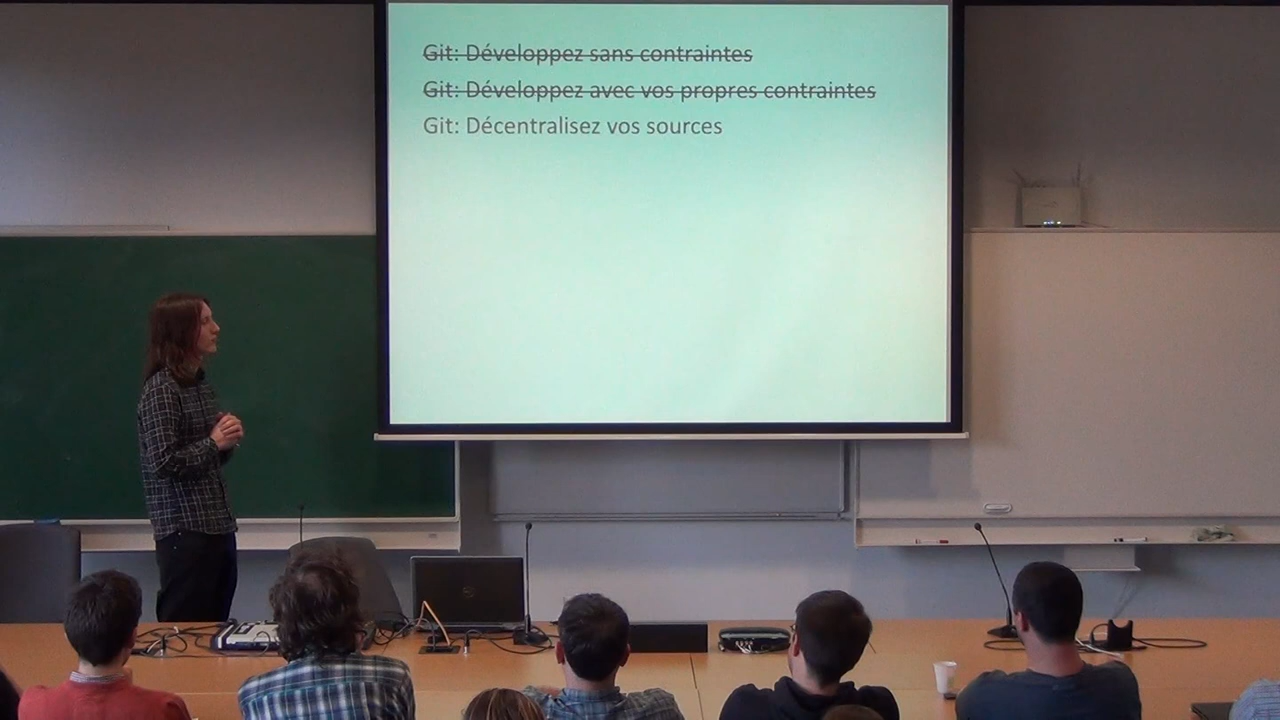 Git: Développez sans contraintes
Git: Développez avec vos propres contraintes
Git: Décentralisez vos sources